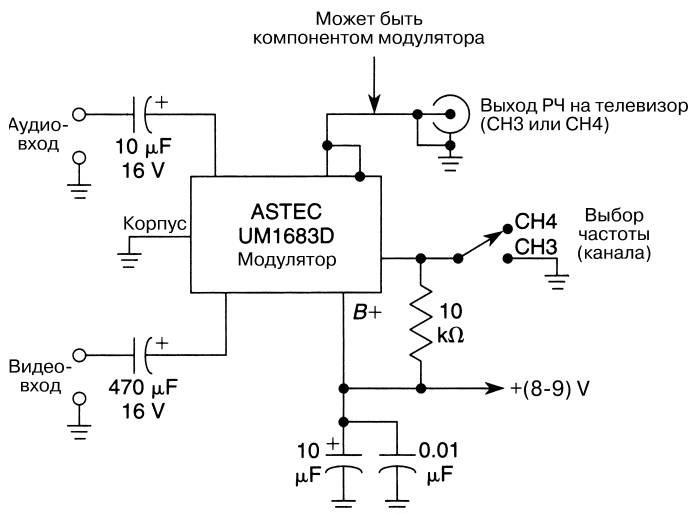 Может быть
компонентом модулятора
Аудио-
вход
+
10 µF
16 V
Выход РЧ на телевизор
(CH3 или CH4)
Корпус
ASTEC
UM1683D
Модулятор
CH4
CH3
Выбор
частоты
(канала)
B+
10
kΩ
Видео-
вход
+
470 µF
16 V
+(8-9) V
10
µF
+
0.01
µF